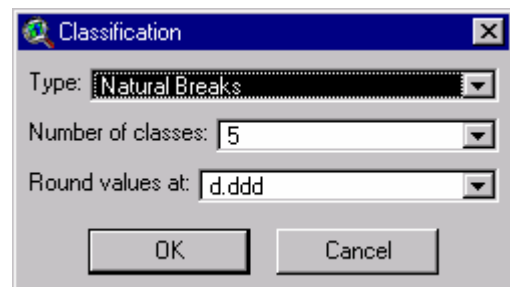 Classification
Type: Natural Breaks
Number of classes: 5
Round values at: d.ddd
OK Cancel